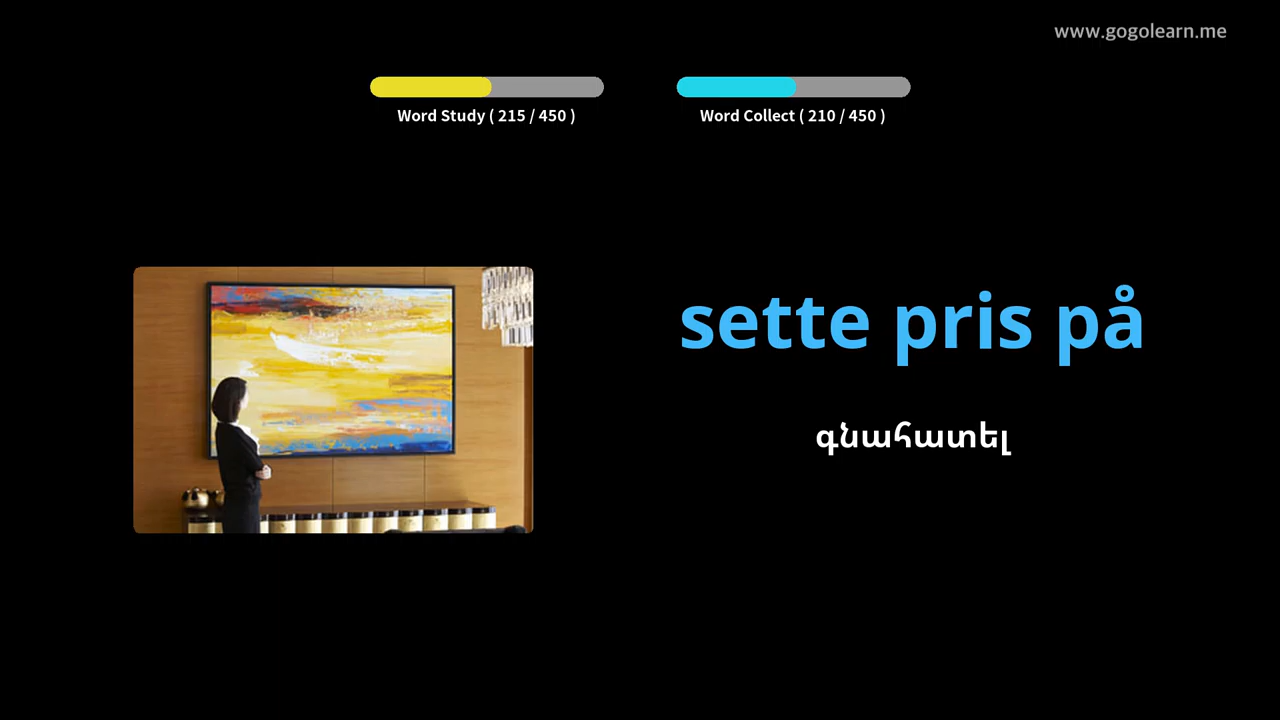 www.gogolearn.me
Word Study ( 215 / 450 )
Word Collect ( 210 / 450 )
sette pris på
գնահատել